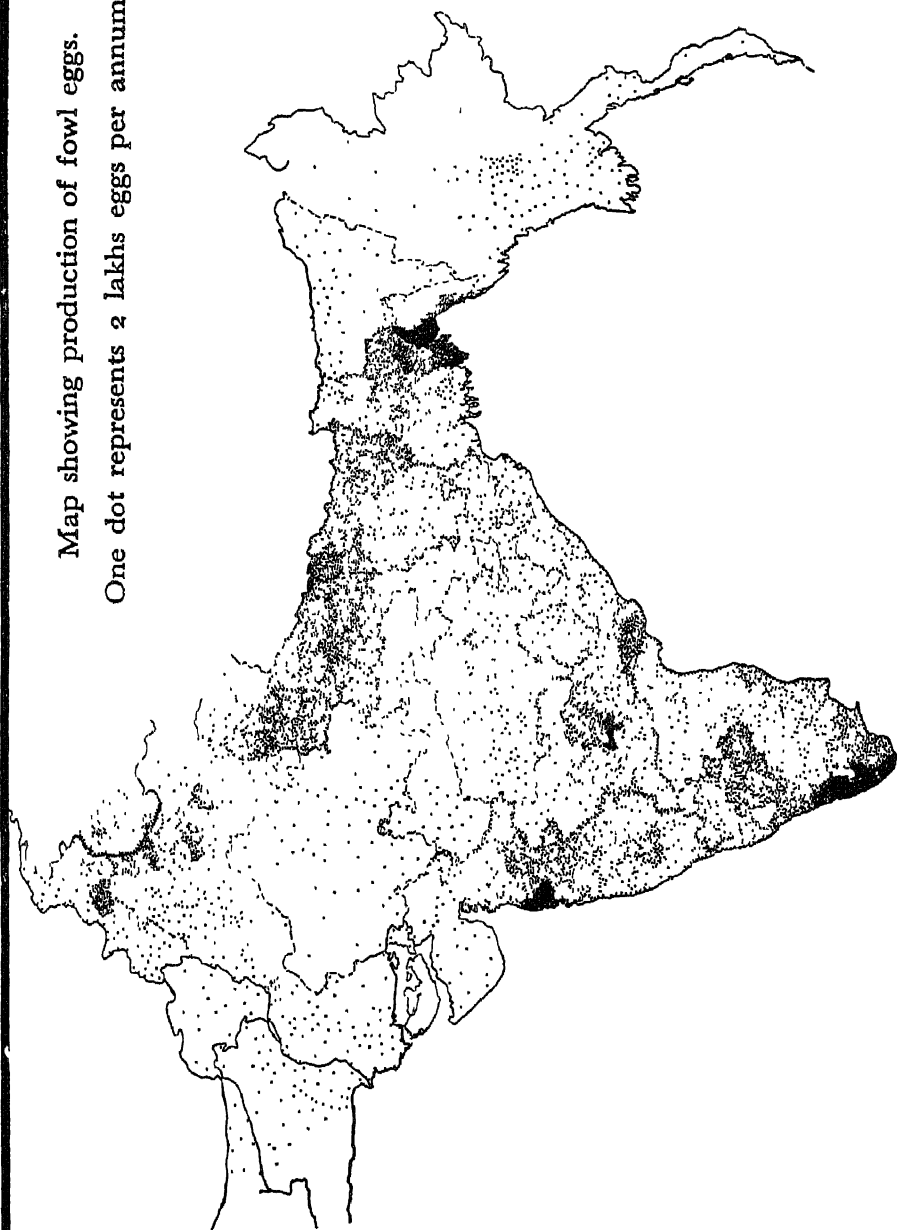 Map showing production of fowl eggs.
One dot represents 2 lakhs eggs per annum